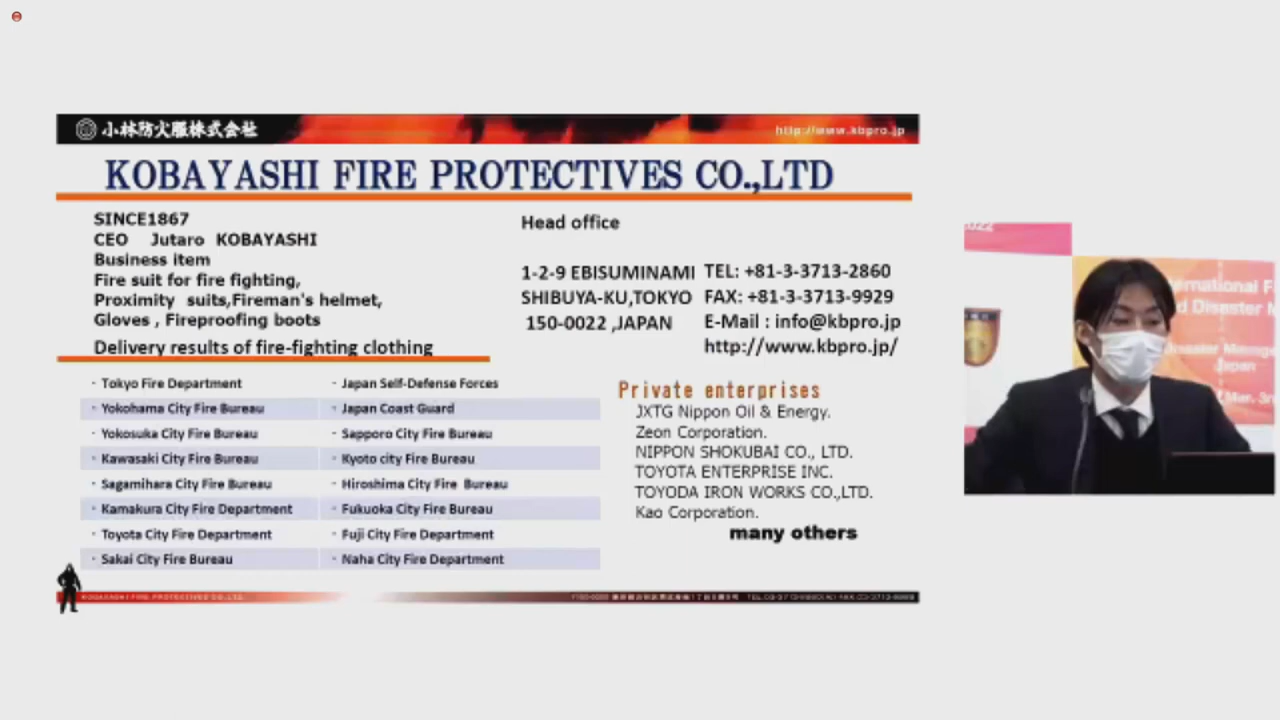 小林防火服株式会社
http://www.kbpro.jp
KOBAYASHI FIRE PROTECTIVES CO.,LTD
SINCE1867
CEO Jutaro KOBAYASHI
Business item
Fire suit for fire fighting,
Proximity suits,Fireman's helmet,
Gloves , Fireproofing boots
Head office
1-2-9 EBISUMINAMI
SHIBUYA-KU,TOKYO
150-0022 ,JAPAN
TEL: +81-3-3713-2860
FAX: +81-3-3713-9929
E-Mail : info@kbpro.jp
http://www.kbpro.jp/
Delivery results of fire-fighting clothing
· Tokyo Fire Department
· Japan Self-Defense Forces
· Yokohama City Fire Bureau
· Japan Coast Guard
· Yokosuka City Fire Bureau
· Sapporo City Fire Bureau
· Kawasaki City Fire Bureau
· Kyoto city Fire Bureau
· Sagamihara City Fire Bureau
· Hiroshima City Fire Bureau
· Kamakura City Fire Department
· Fukuoka City Fire Bureau
· Toyota City Fire Department
· Fuji City Fire Department
· Sakai City Fire Bureau
· Naha City Fire Department
Private enterprises
JXTG Nippon Oil & Energy.
Zeon Corporation.
NIPPON SHOKUBAI CO., LTD.
TOYOTA ENTERPRISE INC.
TOYODA IRON WORKS CO.,LTD.
Kao Corporation.
many others
KOBAYASHI FIRE PROTECTIVES CO.,LTD.
2022
Japan